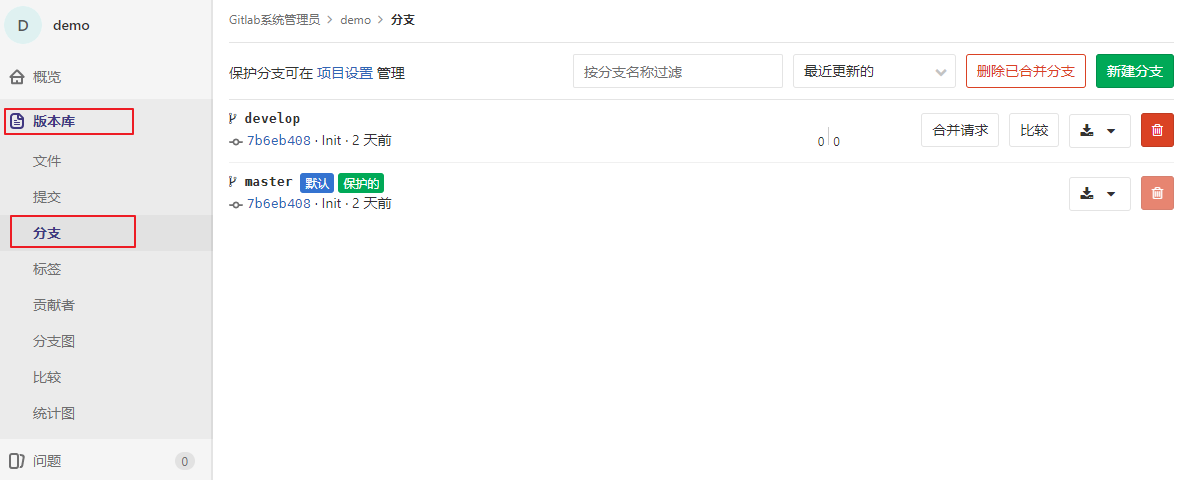 D demo
概览
版本库
文件
提交
分支
标签
贡献者
分支图
比较
统计图
问题 0
Gitlab系统管理员 > demo > 分支
保护分支可在 项目设置 管理 按分支名称过滤 最近更新的 删除已合并分支 新建分支
develop
7b6eb408 · Init · 2 天前 0 0 合并请求 比较
master 默认 保护的
7b6eb408 · Init · 2 天前